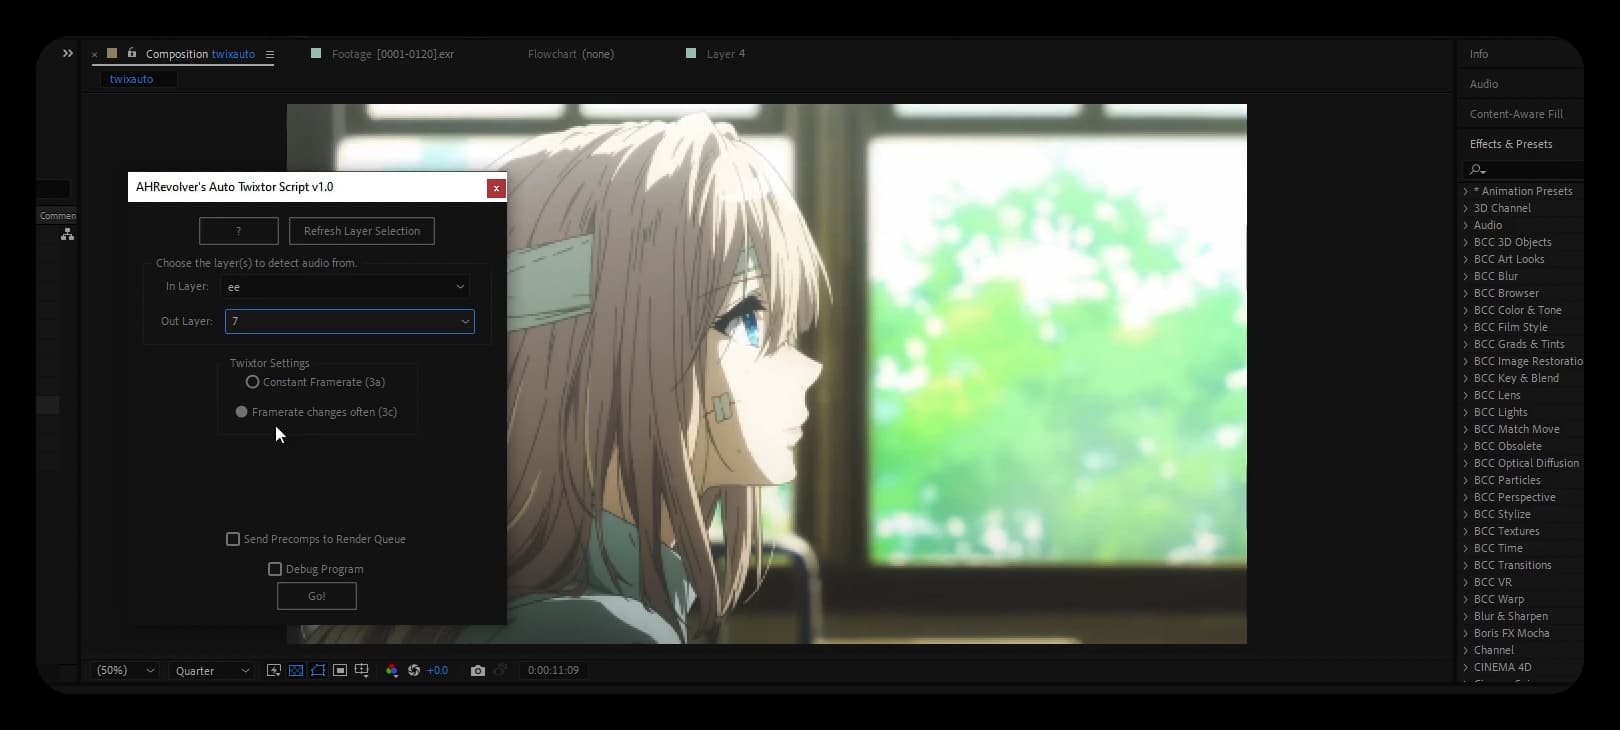 Composition twixauto
Footage [0001-0120].exr
Flowchart (none)
Layer 4
twixauto
Commen
AHRevolver's Auto Twixtor Script v1.0
x
?
Refresh Layer Selection
Choose the layer(s) to detect audio from.
In Layer: ee
Out Layer: 7
Twixtor Settings
Constant Framerate (3a)
Framerate changes often (3c)
Send Precomps to Render Queue
Debug Program
Go!
(50%)
Quarter
+0.0
0:00:11:09
Info
Audio
Content-Aware Fill
Effects & Presets
* Animation Presets
3D Channel
Audio
BCC 3D Objects
BCC Art Looks
BCC Blur
BCC Browser
BCC Color & Tone
BCC Film Style
BCC Grads & Tints
BCC Image Restoratio
BCC Key & Blend
BCC Lens
BCC Lights
BCC Match Move
BCC Obsolete
BCC Optical Diffusion
BCC Particles
BCC Perspective
BCC Stylize
BCC Textures
BCC Time
BCC Transitions
BCC VR
BCC Warp
Blur & Sharpen
Boris FX Mocha
Channel
CINEMA 4D